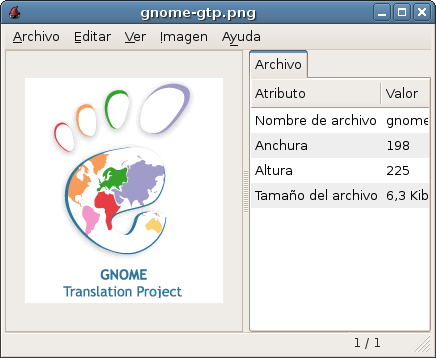 gnome-gtp.png
Archivo Editar Ver Imagen Ayuda
Archivo
Atributo Valor
Nombre de archivo gnome
Anchura 198
Altura 225
Tamaño del archivo 6,3 Kib
GNOME
Translation Project
1 / 1